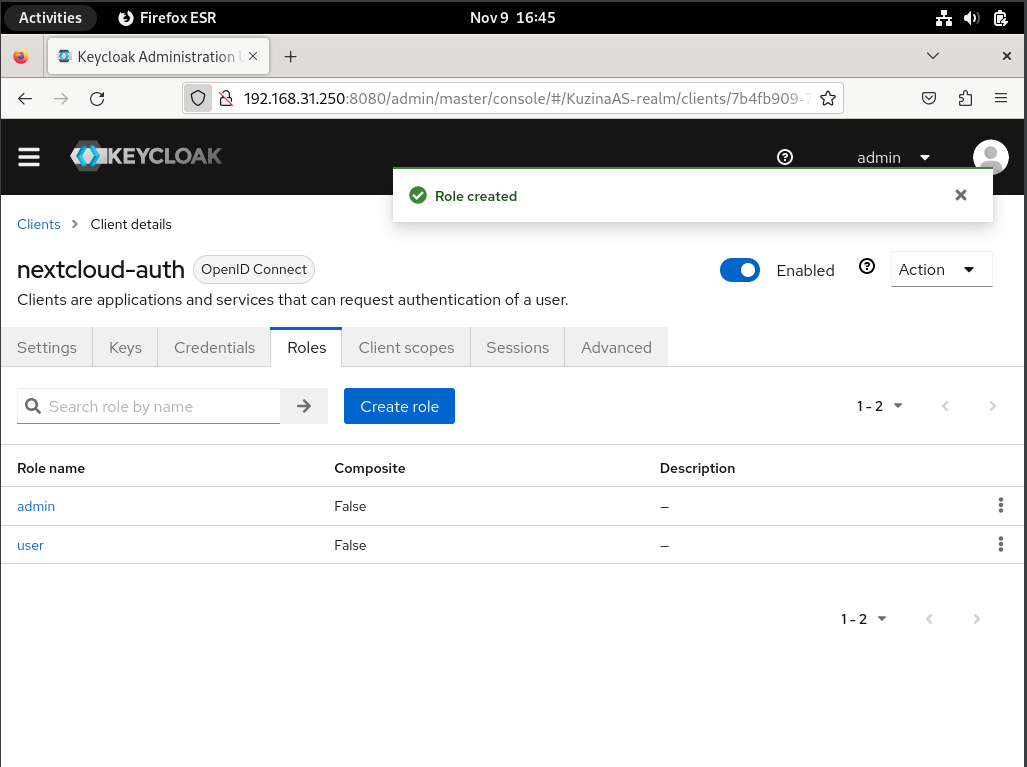 Activities Firefox ESR Nov 9 16:45
Keycloak Administration
192.168.31.250:8080/admin/master/console/#/KuzinaAS-realm/clients/7b4fb909-
KEYCLOAK admin
Role created
Clients Client details
nextcloud-auth OpenID Connect Enabled Action
Clients are applications and services that can request authentication of a user.
Settings Keys Credentials Roles Client scopes Sessions Advanced
Search role by name Create role 1 - 2
Role name Composite Description
admin False –
user False –
1 - 2